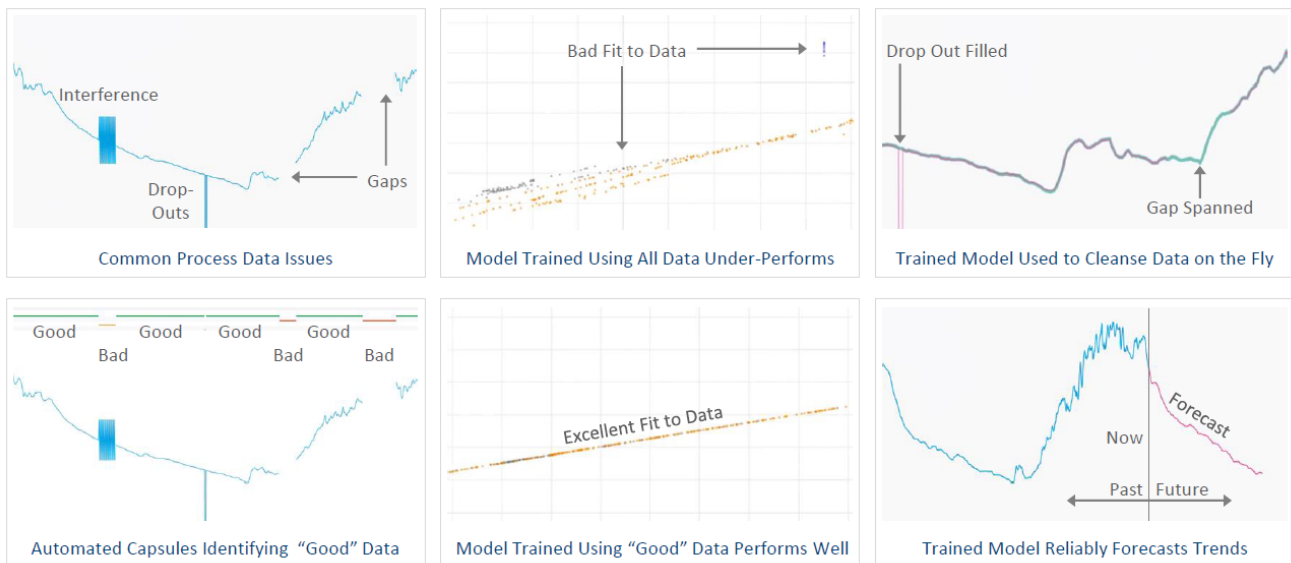 Interference
Drop-
Outs
Gaps
Common Process Data Issues
Bad Fit to Data
Model Trained Using All Data Under-Performs
Drop Out Filled
Gap Spanned
Trained Model Used to Cleanse Data on the Fly
Good Good Good Good
Bad Bad Bad
Automated Capsules Identifying “Good” Data
Excellent Fit to Data
Model Trained Using “Good” Data Performs Well
Forecast
Now
Past Future
Trained Model Reliably Forecasts Trends